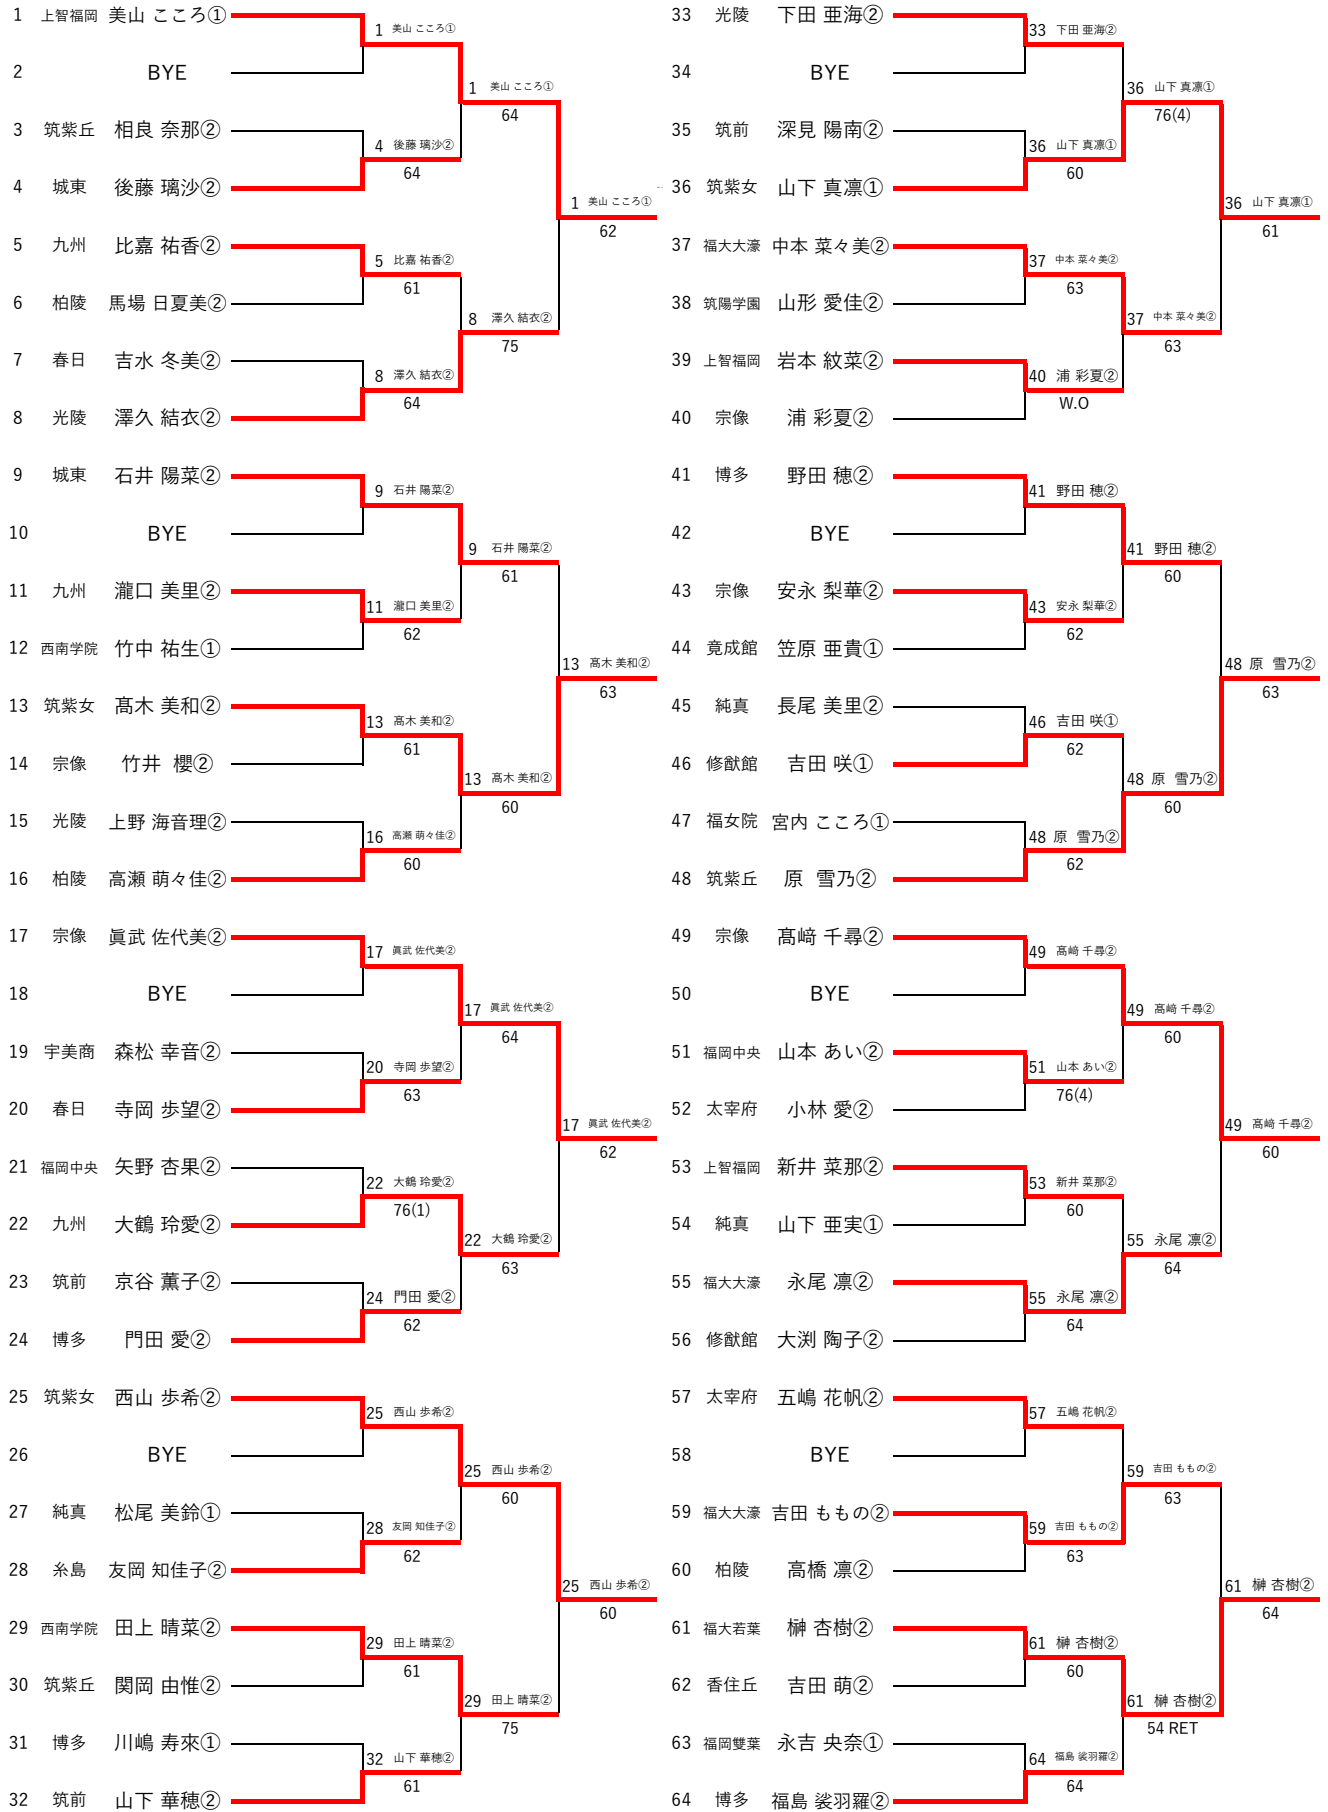 1 上智福岡 美山 こころ①
1 美山 こころ①
2 BYE
1 美山 こころ①
64
3 筑紫丘 相良 奈那②
4 後藤 璃沙②
64
4 城東 後藤 璃沙②
1 美山 こころ①
62
5 九州 比嘉 祐香②
5 比嘉 祐香②
61
6 柏陵 馬場 日夏美②
8 澤久 結衣②
75
7 春日 吉水 冬美②
8 澤久 結衣②
64
8 光陵 澤久 結衣②
9 城東 石井 陽菜②
9 石井 陽菜②
10 BYE
9 石井 陽菜②
61
11 九州 瀧口 美里②
11 瀧口 美里②
62
12 西南学院 竹中 祐生①
13 髙木 美和②
63
13 筑紫女 髙木 美和②
13 髙木 美和②
61
14 宗像 竹井 櫻②
13 髙木 美和②
60
15 光陵 上野 海音理②
16 高瀬 萌々佳②
60
16 柏陵 高瀬 萌々佳②
17 宗像 眞武 佐代美②
17 眞武 佐代美②
18 BYE
17 眞武 佐代美②
64
19 宇美商 森松 幸音②
20 寺岡 歩望②
63
20 春日 寺岡 歩望②
17 眞武 佐代美②
62
21 福岡中央 矢野 杏果②
22 大鶴 玲愛②
76(1)
22 九州 大鶴 玲愛②
22 大鶴 玲愛②
63
23 筑前 京谷 薫子②
24 門田 愛②
62
24 博多 門田 愛②
25 筑紫女 西山 歩希②
25 西山 歩希②
26 BYE
25 西山 歩希②
60
27 純真 松尾 美鈴①
28 友岡 知佳子②
62
28 糸島 友岡 知佳子②
25 西山 歩希②
60
29 西南学院 田上 晴菜②
29 田上 晴菜②
61
30 筑紫丘 関岡 由惟②
29 田上 晴菜②
75
31 博多 川嶋 寿來①
32 山下 華穂②
61
32 筑前 山下 華穂②
33 光陵 下田 亜海②
33 下田 亜海②
34 BYE
36 山下 真凛①
76(4)
35 筑前 深見 陽南②
36 山下 真凛①
60
36 筑紫女 山下 真凛①
36 山下 真凛①
61
37 福大大濠 中本 菜々美②
37 中本 菜々美②
63
38 筑陽学園 山形 愛佳②
37 中本 菜々美②
63
39 上智福岡 岩本 紋菜②
40 浦 彩夏②
W.O
40 宗像 浦 彩夏②
41 博多 野田 穂②
41 野田 穂②
42 BYE
41 野田 穂②
60
43 宗像 安永 梨華②
43 安永 梨華②
62
44 竟成館 笠原 亜貴①
48 原 雪乃②
63
45 純真 長尾 美里②
46 吉田 咲①
62
46 修猷館 吉田 咲①
48 原 雪乃②
60
47 福女院 宮内 こころ①
48 原 雪乃②
62
48 筑紫丘 原 雪乃②
49 宗像 髙﨑 千尋②
49 髙﨑 千尋②
50 BYE
49 髙﨑 千尋②
60
51 福岡中央 山本 あい②
51 山本 あい②
76(4)
52 太宰府 小林 愛②
49 髙﨑 千尋②
60
53 上智福岡 新井 菜那②
53 新井 菜那②
60
54 純真 山下 亜実①
55 永尾 凛②
64
55 福大大濠 永尾 凛②
55 永尾 凛②
64
56 修猷館 大渕 陶子②
57 太宰府 五嶋 花帆②
57 五嶋 花帆②
58 BYE
59 吉田 ももの②
63
59 福大大濠 吉田 ももの②
59 吉田 ももの②
63
60 柏陵 高橋 凛②
61 榊 杏樹②
64
61 福大若葉 榊 杏樹②
61 榊 杏樹②
60
62 香住丘 吉田 萌②
61 榊 杏樹②
54 RET
63 福岡雙葉 永吉 央奈①
64 福島 裟羽羅②
64
64 博多 福島 裟羽羅②